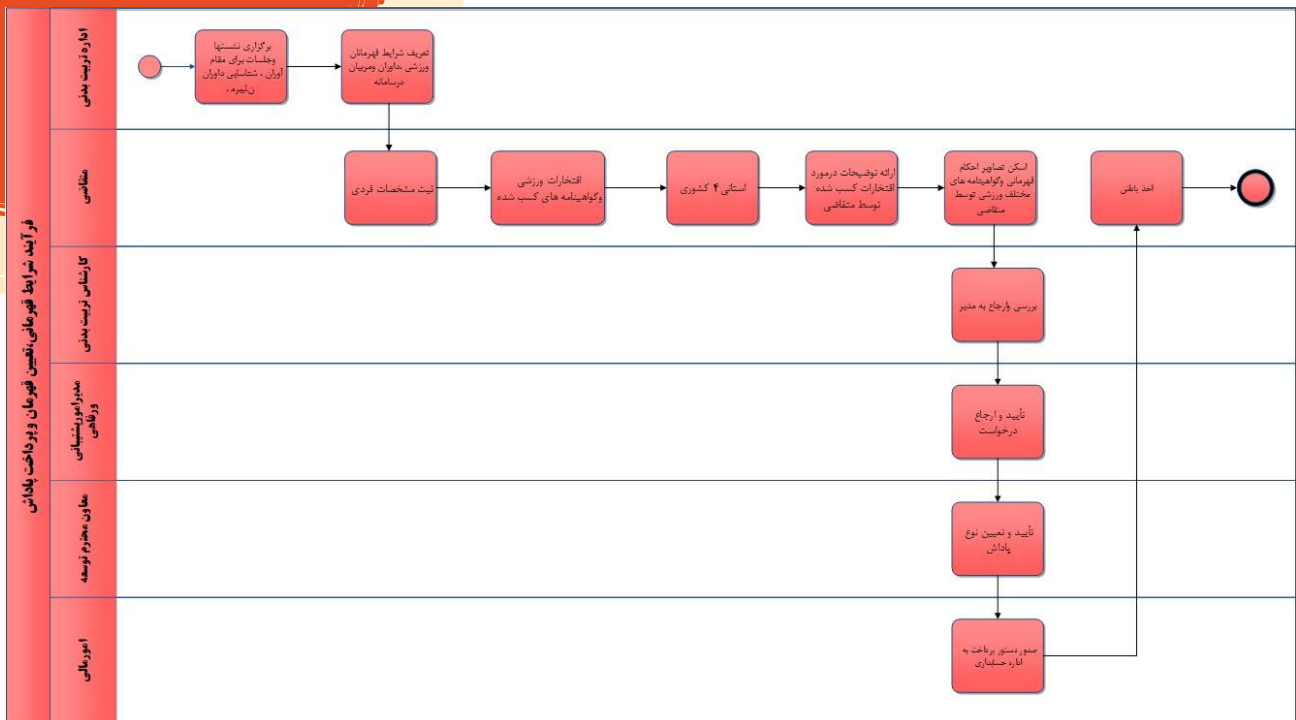 فرآیند شرایط قهرمانی،تعیین قهرمان و پرداخت پاداش
اداره تربیت بدنی
برگزاری نشستها
وجلسات برای مقام
آوران ، شناسایی داوران
تعریف شرایط قهرمانان
ورزشی ،داوران ومربیان
درسامانه
متقاضی
ثبت مشخصات فردی
افتخارات ورزشی
وگواهینامه های کسب شده
استانی ۴ کشوری
ارائه توضیحات درمورد
افتخارات کسب شده
توسط متقاضی
اسکن تصاویر احکام
قهرمانی وگواهینامه های
مختلف ورزشی توسط
متقاضی
اخذ
کارشناس تربیت بدنی
بررسی وارجاع به مدیر
مدیرامورپشتیبانی
ورفاهی
تأیید و ارجاع
درخواست
معاون محترم توسعه
تأیید و تعیین نوع
پاداش
امورمالی
صدور دستور پرداخت به
اداره حسابداری